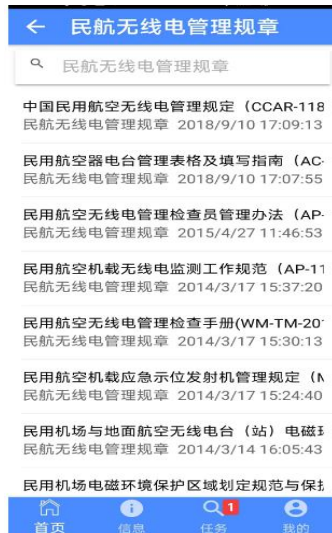 民航无线电管理规章
民航无线电管理规章
中国民用航空无线电管理规定（CCAR-118
民航无线电管理规章 2018/9/10 17:09:13
民用航空器电台管理表格及填写指南（AC-
民航无线电管理规章 2018/9/10 17:07:55
民用航空无线电管理检查员管理办法（AP-
民航无线电管理规章 2015/4/27 11:46:53
民用航空机载无线电监测工作规范（AP-11
民航无线电管理规章 2014/3/17 15:37:20
民用航空无线电管理检查手册(WM-TM-201
民航无线电管理规章 2014/3/17 15:30:13
民用航空机载应急示位发射机管理规定（M
民航无线电管理规章 2014/3/17 15:24:40
民用机场与地面航空无线电台（站）电磁环
民航无线电管理规章 2014/3/14 16:05:43
民用机场电磁环境保护区域划定规范与保护
1
首页 信息 任务 我的